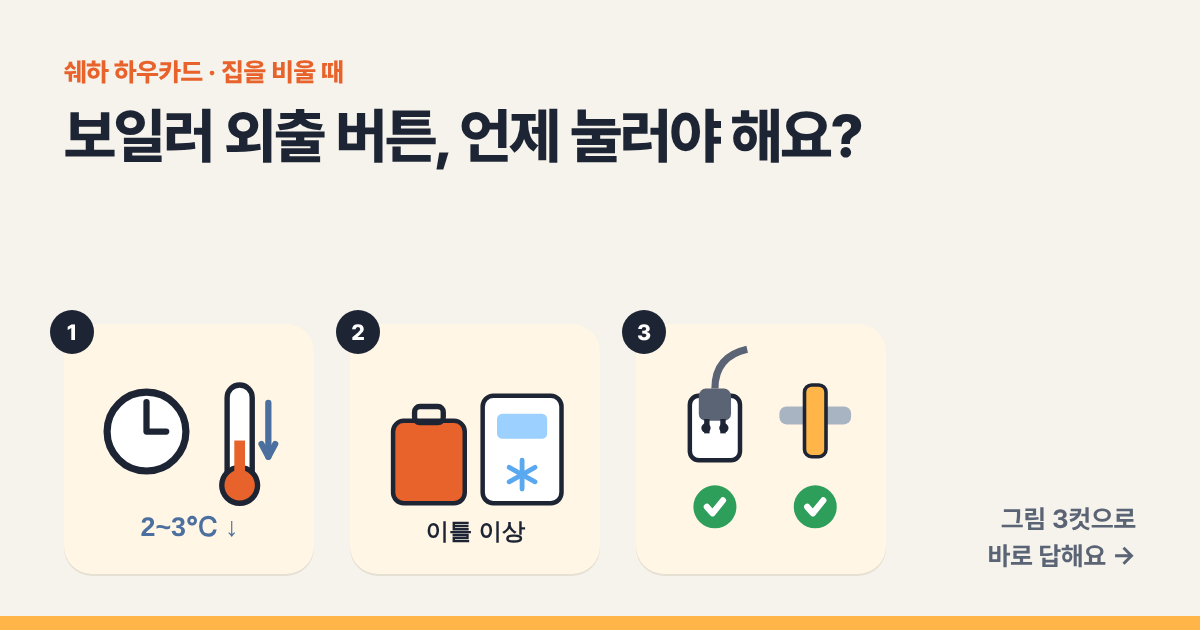 쉐하 하우카드 · 집을 비울 때
보일러 외출 버튼, 언제 눌러야 해요?
1
2
3
2~3°C ↓
이틀 이상
그림 3컷으로
바로 답해요 →